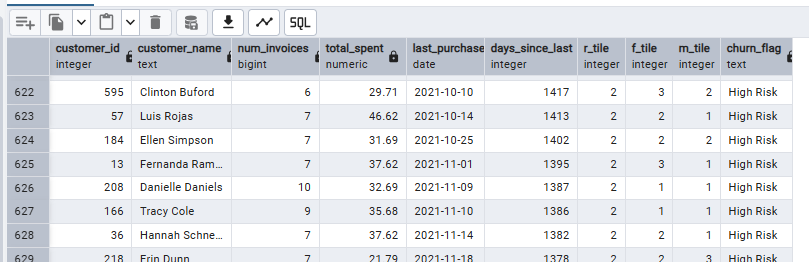 SQL
customer_id customer_name num_invoices total_spent last_purchase days_since_last r_tile f_tile m_tile churn_flag
integer text bigint numeric date integer integer integer integer text
622 595 Clinton Buford 6 29.71 2021-10-10 1417 2 3 2 High Risk
623 57 Luis Rojas 7 46.62 2021-10-14 1413 2 2 1 High Risk
624 184 Ellen Simpson 7 31.69 2021-10-25 1402 2 2 2 High Risk
625 13 Fernanda Ram... 7 37.62 2021-11-01 1395 2 3 1 High Risk
626 208 Danielle Daniels 10 32.69 2021-11-09 1387 2 1 1 High Risk
627 166 Tracy Cole 9 35.68 2021-11-10 1386 2 1 1 High Risk
628 36 Hannah Schne... 7 37.62 2021-11-14 1382 2 2 1 High Risk
629 218 Erin Dunn 7 21.79 2021-11-18 1378 2 2 3 High Risk